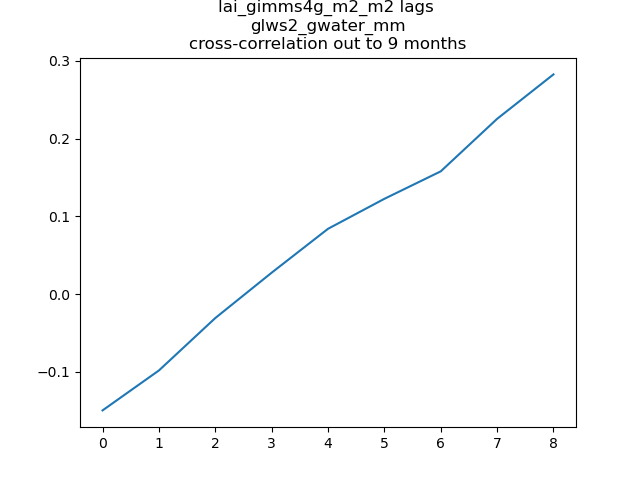 lai_gimms4g_m2_m2 lags
glws2_gwater_mm
cross-correlation out to 9 months
0.3
0.2
0.1
0.0
−0.1
0 1 2 3 4 5 6 7 8